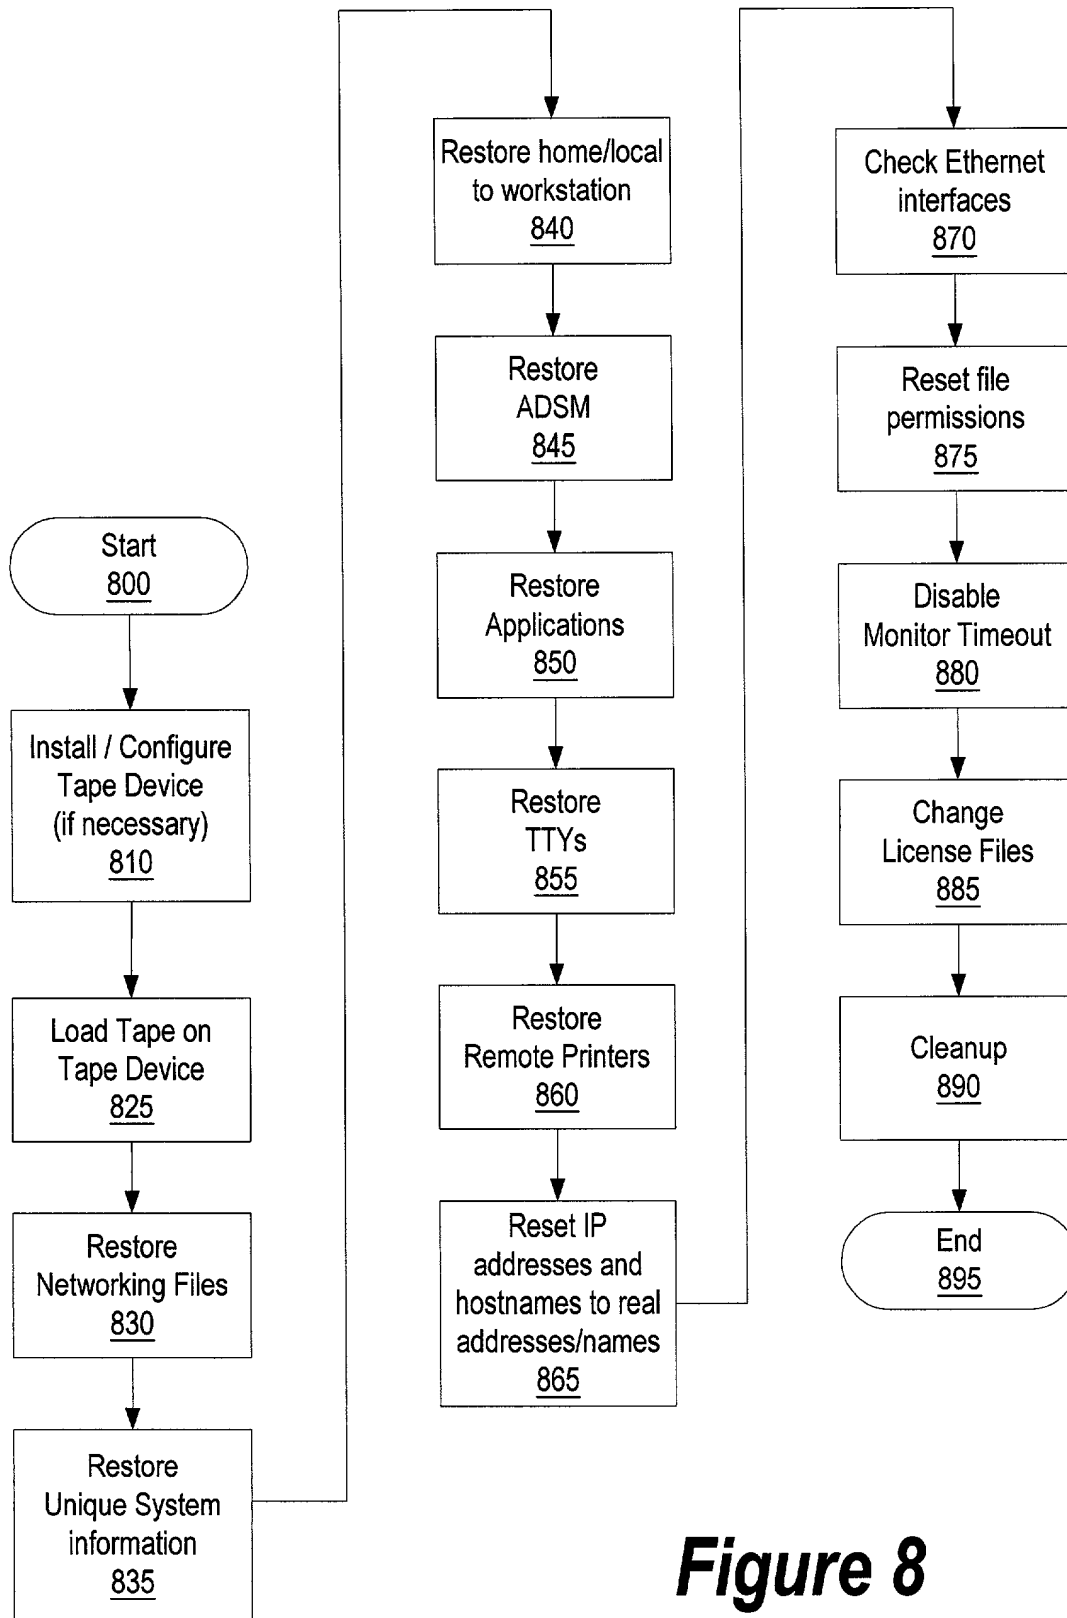 Start
800
Install / Configure
Tape Device
(if necessary)
810
Load Tape on
Tape Device
825
Restore
Networking Files
830
Restore
Unique System
information
835
Restore home/local
to workstation
840
Restore
ADSM
845
Restore
Applications
850
Restore
TTYs
855
Restore
Remote Printers
860
Reset IP
addresses and
hostnames to real
addresses/names
865
Check Ethernet
interfaces
870
Reset file
permissions
875
Disable
Monitor Timeout
880
Change
License Files
885
Cleanup
890
End
895
Figure 8